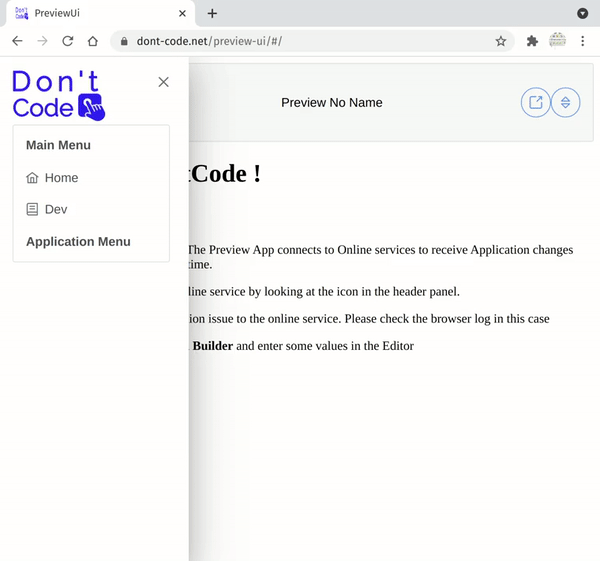 Don't Code PreviewUi
dont-code.net/preview-ui/#/
Don't
Code
Main Menu
Home
Dev
Application Menu
Preview No Name
tCode !
The Preview App connects to Online services to receive Application changes
time.
line service by looking at the icon in the header panel.
ion issue to the online service. Please check the browser log in this case
Builder and enter some values in the Editor